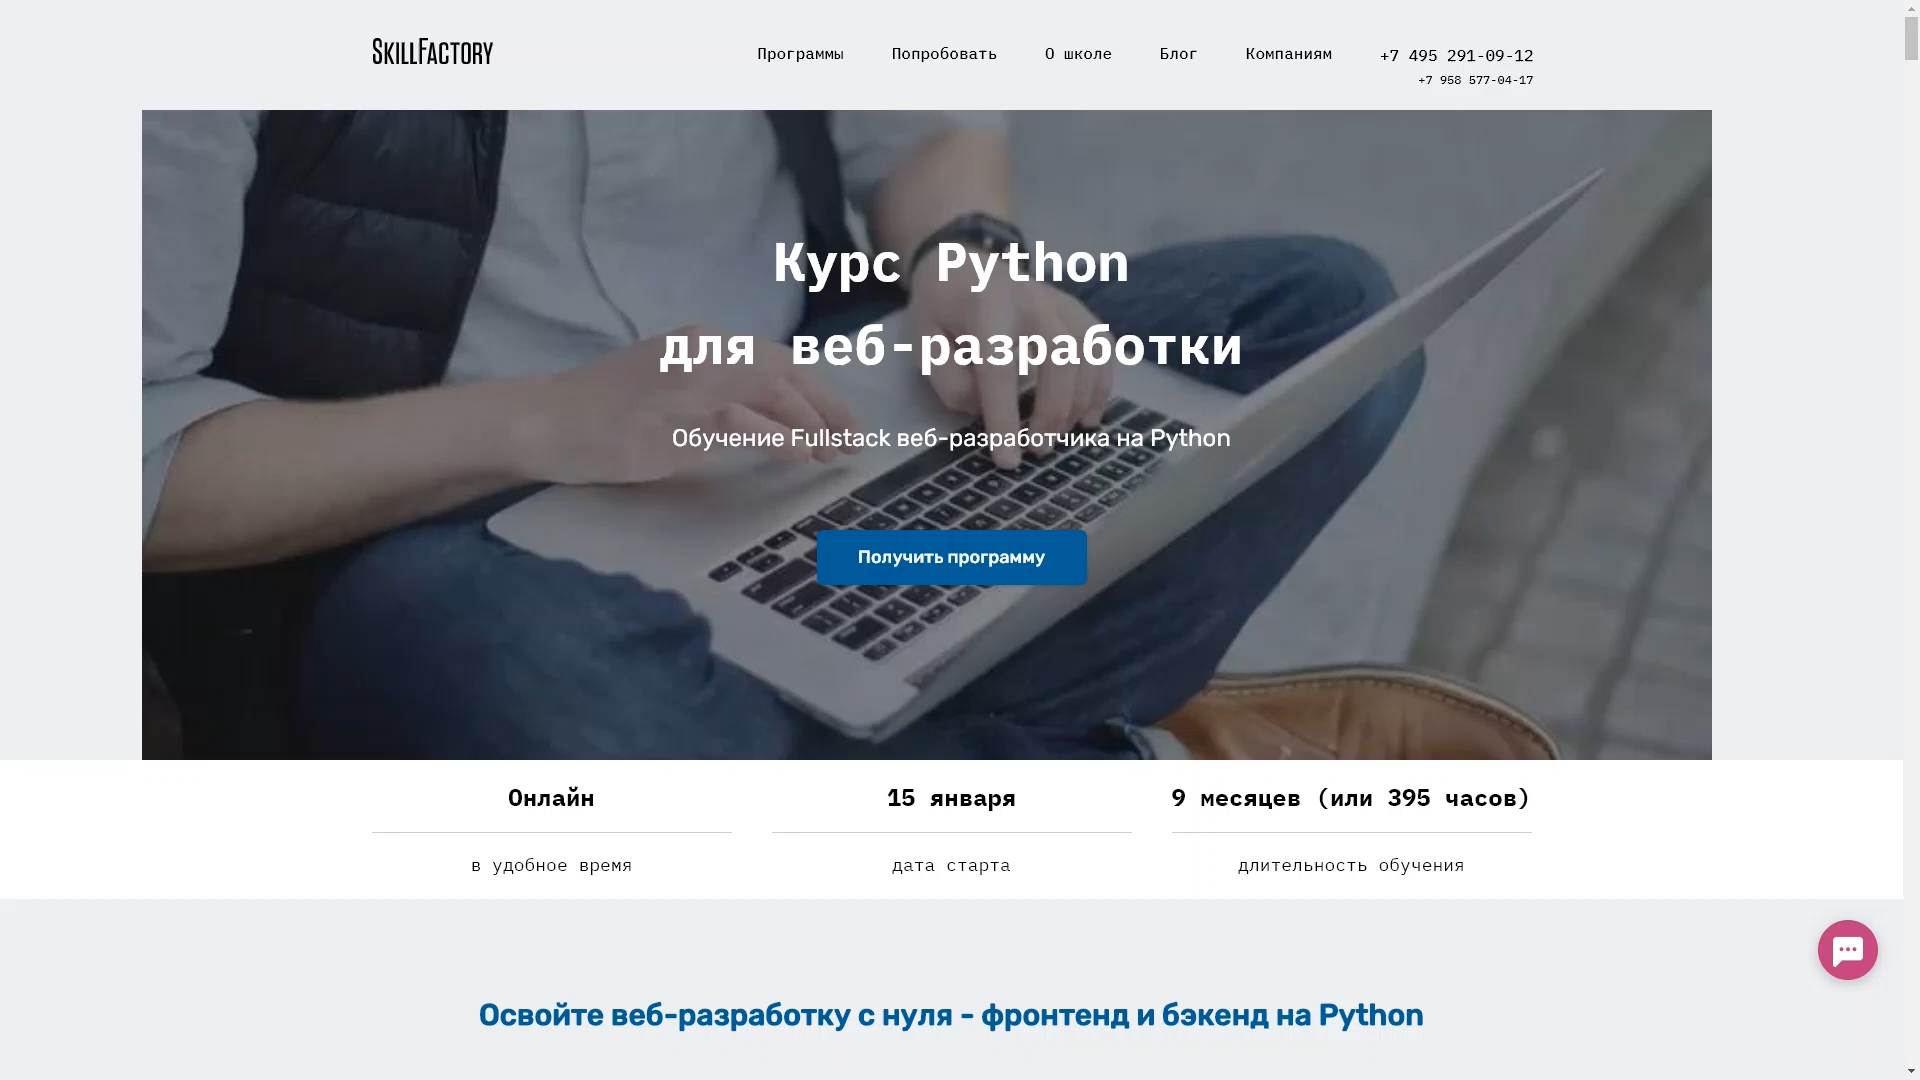 SkillFactory
Программы Попробовать О школе Блог Компаниям +7 495 291-09-12
+7 958 577-04-17
Курс Python
для веб-разработки
Обучение Fullstack веб-разработчика на Python
Получить программу
Онлайн
в удобное время
15 января
дата старта
9 месяцев (или 395 часов)
длительность обучения
Освойте веб-разработку с нуля - фронтенд и бэкенд на Python